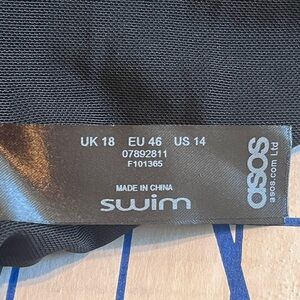 UK 18 EU 46 US 14
07892811
F101365
MADE IN CHINA
swim
asos
asos.com Ltd